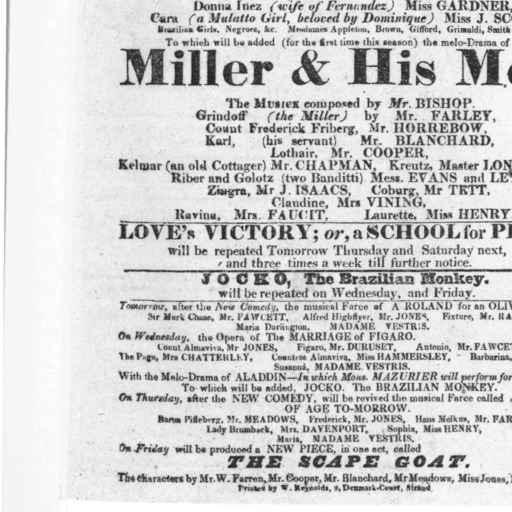 Donna Inez (wife of Fernandez) Miss GARDNER,
Cara (a Mulatto Girl, beloved by Dominique) Miss J. SC
Brazilian Girls, Negroes, &c. Mesdames Appleton, Brown, Gifford, Grimaldi, Smith
To which will be added (for the first time this season) the melo-Drama of
Miller & His M
The MUSICK composed by Mr. BISHOP.
Grindoff (the Miller) by Mr. FARLEY,
Count Frederick Friberg, Mr. HORREBOW,
Karl, (his servant) Mr. BLANCHARD,
Lothair, Mr. COOPER,
Kelmar (an old Cottager) Mr. CHAPMAN, Kreutz, Master LON
Riber and Golotz (two Banditti) Mess. EVANS and LE
Zingra, Mr J. ISAACS, Coburg, Mr TETT,
Claudine, Mrs VINING,
Ravina, Mrs. FAUCIT, Laurette, Miss HENRY
LOVE's VICTORY; or, a SCHOOL for P
will be repeated Tomorrow Thursday and Saturday next,
and three times a week till further notice.
JOCKO, The Brazilian Monkey.
will be repeated on Wednesday, and Friday.
Tomorrow, after the New Comedy, the musical Farce of A ROLAND for an OLIV
Sir Mark Chase, Mr. FAWCETT, Alfred Highflyer, Mr. JONES, Fixture, Mr. RA
Maria Darlington, MADAME VESTRIS.
On Wednesday, the Opera of The MARRIAGE of FIGARO.
Count Almaviva, Mr JONES, Figaro, Mr. DURUSET, Antonio, Mr. FAWCET
The Page, Mrs CHATTERLEY, Countess Almaviva, Miss HAMMERSLEY, Barbarina,
Susanna, MADAME. VESTRIS.
With the Melo-Drama of ALADDIN—In which Mons. MAZURIER will perform for
To which will be added, JOCKO. The BRAZILIAN MONKEY.
On Thursday, after the NEW COMEDY, will be revived the musical Farce called
OF AGE TO-MORROW.
Baron Piffleberg, Mr. MEADOWS, Frederick, Mr. JONES, Hans Molkus, Mr. FAR
Lady Brumback, Mrs. DAVENPORT, Sophia, Miss HENRY,
Maria, MADAME VESTRIS.
On Friday will be produced a NEW PIECE, in one act, called
THE SCAPE GOAT.
The characters by Mr. W. Farren, Mr. Cooper, Mr. Blanchard, Mr Meadows, Miss Jones,
Printed by W. Reynolds, 9, Denmark-Court, Strand